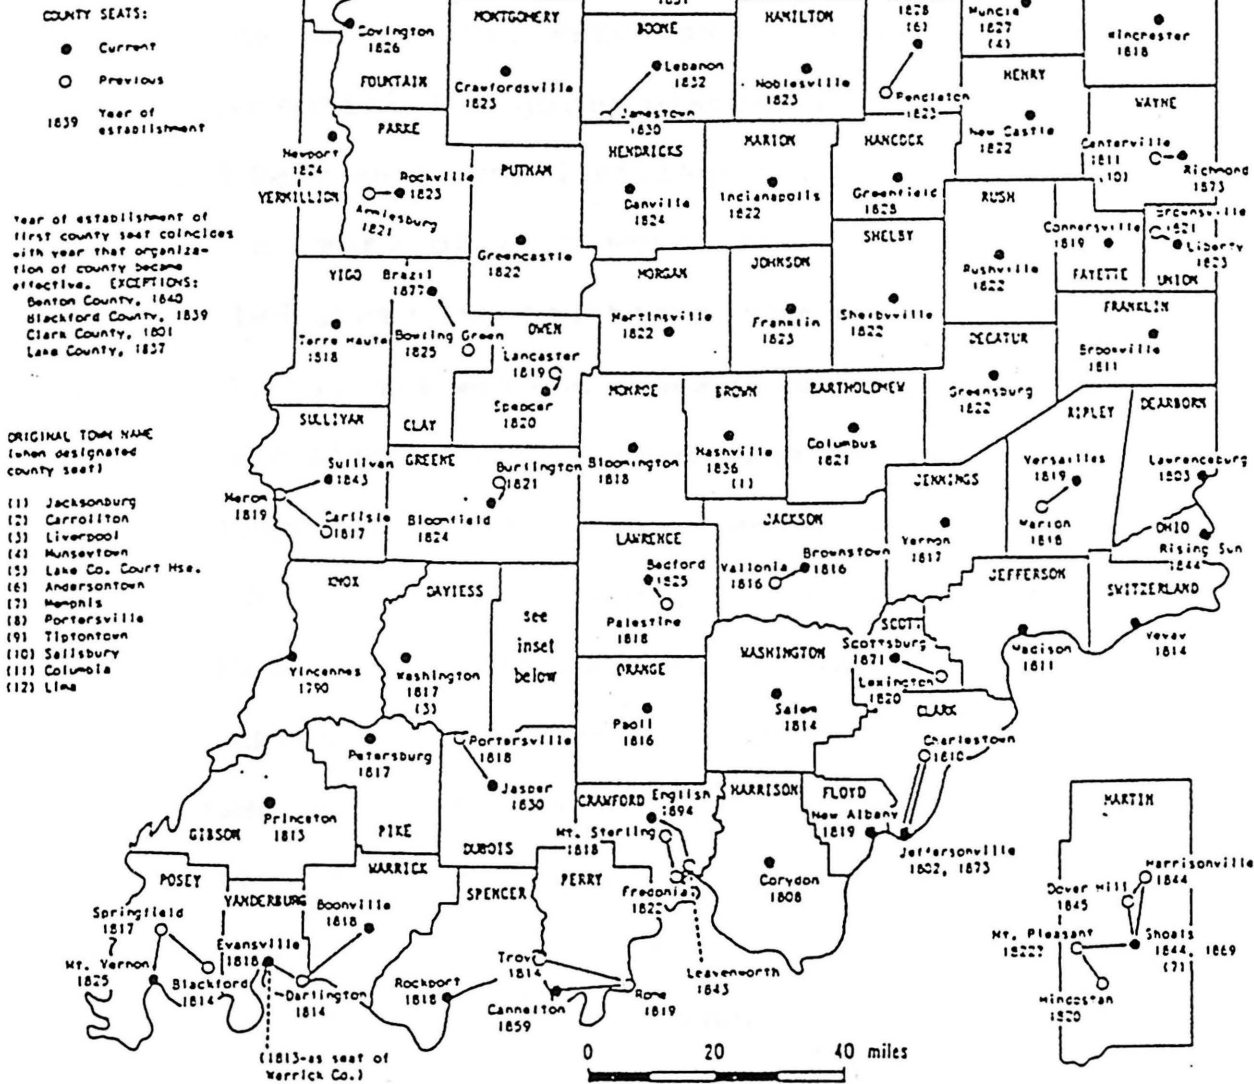 COUNTY SEATS:
Current
Previous
1839 Year of
establishment
Year of establishment of
first county seat coincides
with year that organiza-
tion of county became
effective. EXCEPTIONS:
Benton County, 1840
Blackford County, 1839
Clark County, 1801
Lake County, 1837
ORIGINAL TOWN NAME
(when designated
county seat)
(1) Jacksonburg
(2) Carrollton
(3) Liverpool
(4) Munseytown
(5) Lake Co. Court Hse.
(6) Andersontown
(7) Memphis
(8) Portersville
(9) Tiptontown
(10) Salisbury
(11) Columbia
(12) Lima
Covington
1826
FOUNTAIN
MONTGOMERY
Crawfordsville
1823
BOONE
Lebanon
1832
Jamestown
1830
HAMILTON
Noblesville
1823
1828
(6)
Pendleton
1823
Muncie
1827
(4)
Winchester
1818
HENRY
New Castle
1822
WAYNE
Centerville
1811
(10)
Richmond
1873
Newport
1824
VERMILLION
PARKE
Rockville
1823
Armiesburg
1821
PUTNAM
Greencastle
1822
HENDRICKS
Danville
1824
MARION
Indianapolis
1822
HANCOCK
Greenfield
1828
RUSH
Rushville
1822
Connersville
1819
FAYETTE
Brownsville
1821
Liberty
1823
UNION
VIGO
Terre Haute
1818
Brazil
1877
Bowling Green
1825
CLAY
OWEN
Lancaster
1819
Spencer
1820
MORGAN
Martinsville
1822
JOHNSON
Franklin
1823
SHELBY
Shelbyville
1822
DECATUR
Greensburg
1822
FRANKLIN
Brookville
1811
SULLIVAN
Sullivan
1843
Merom
1819
Carlisle
1817
GREENE
Burlington
1821
Bloomfield
1824
MONROE
Bloomington
1818
BROWN
Nashville
1836
(1)
BARTHOLOMEW
Columbus
1821
JENNINGS
Vernon
1817
RIPLEY
Versailles
1819
Marion
1818
DEARBORN
Lawrenceburg
1803
OHIO
Rising Sun
1844
KNOX
Vincennes
1790
DAVIESS
Washington
1817
(3)
see
inset
below
LAWRENCE
Bedford
1825
Palestine
1818
JACKSON
Vallonia
1816
Brownstown
1816
JEFFERSON
Madison
1811
SWITZERLAND
Vevay
1814
SCOTT
Scottsburg
1871
Lexington
1820
WASHINGTON
Salem
1814
ORANGE
Paoli
1816
CLARK
Charlestown
1810
Jeffersonville
1802, 1873
FLOYD
New Albany
1819
HARRISON
Corydon
1808
CRAWFORD
English
1894
Mt. Sterling
1818
Fredonia
1822
Leavenworth
1843
Petersburg
1817
PIKE
Portersville
1818
Jasper
1830
DUBOIS
Princeton
1813
GIBSON
POSEY
Springfield
1817
Mt. Vernon
1825
Blackford
1814
VANDERBURG
Evansville
1818
(1813-as seat of
Warrick Co.)
WARRICK
Boonville
1818
Darlington
1814
SPENCER
Rockport
1818
PERRY
Troy
1814
Cannelton
1859
Rome
1819
MARTIN
Harrisonville
1844
Dover Hill
1845
Mt. Pleasant
1822?
Shoals
1844, 1869
(7)
Hindostan
1820
0 20 40 miles